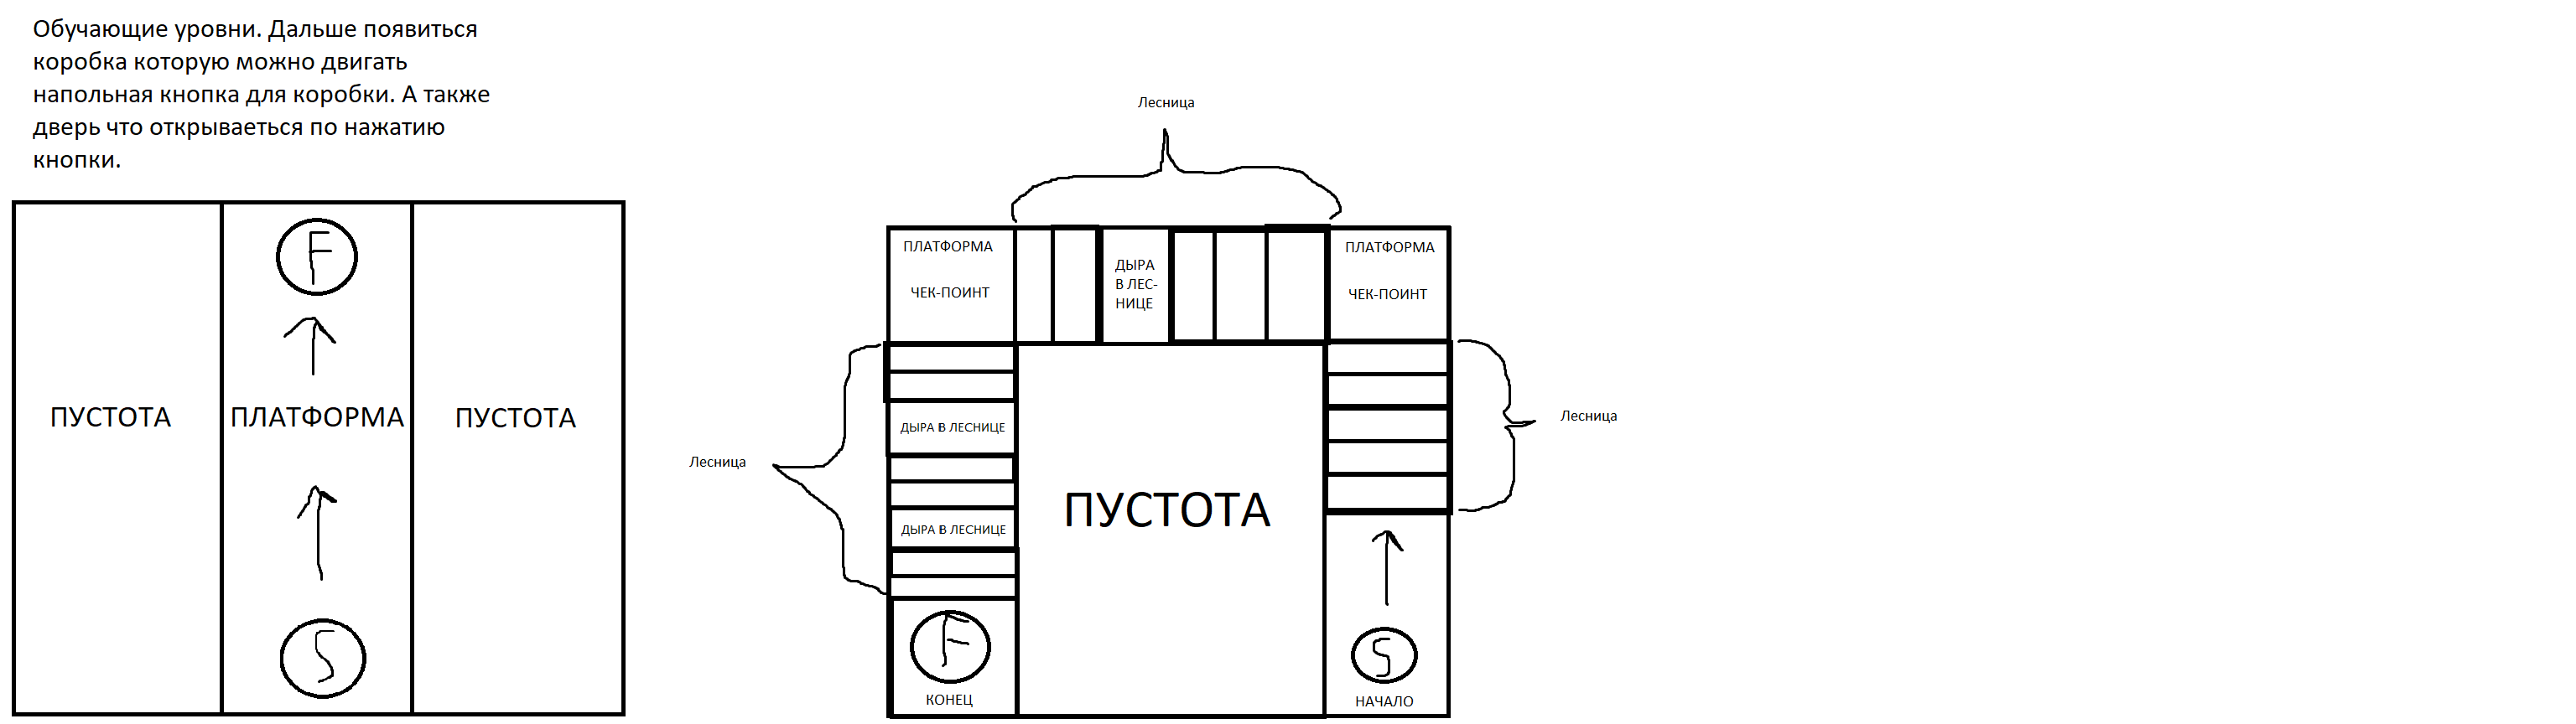 Обучающие уровни. Дальше появиться
коробка которую можно двигать
напольная кнопка для коробки. А также
дверь что открываеться по нажатию
кнопки.
F
ПУСТОТА
ПЛАТФОРМА
ПУСТОТА
S
Лесница
ПЛАТФОРМА
ЧЕК-ПОИНТ
ДЫРА
В ЛЕС-
НИЦЕ
ПЛАТФОРМА
ЧЕК-ПОИНТ
Лесница
ДЫРА В ЛЕСНИЦЕ
Лесница
ПУСТОТА
ДЫРА В ЛЕСНИЦЕ
F
КОНЕЦ
S
НАЧАЛО